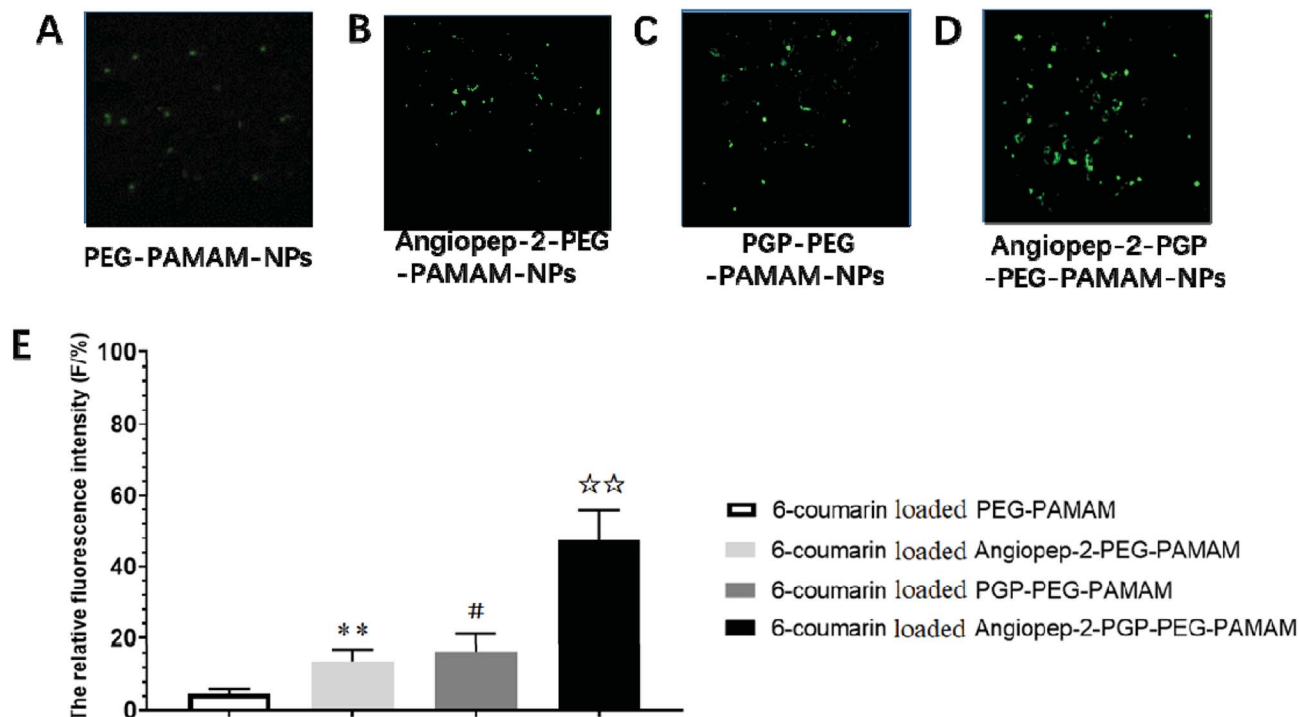 A
B
C
D
PEG-PAMAM-NPs
Angiopep-2-PEG
-PAMAM-NPs
PGP-PEG
-PAMAM-NPs
Angiopep-2-PGP
-PEG-PAMAM-NPs
E
The relative fluorescence intensity (F/%)
100
80
60
40
20
0
**
#
☆☆
6-coumarin loaded PEG-PAMAM
6-coumarin loaded Angiopep-2-PEG-PAMAM
6-coumarin loaded PGP-PEG-PAMAM
6-coumarin loaded Angiopep-2-PGP-PEG-PAMAM